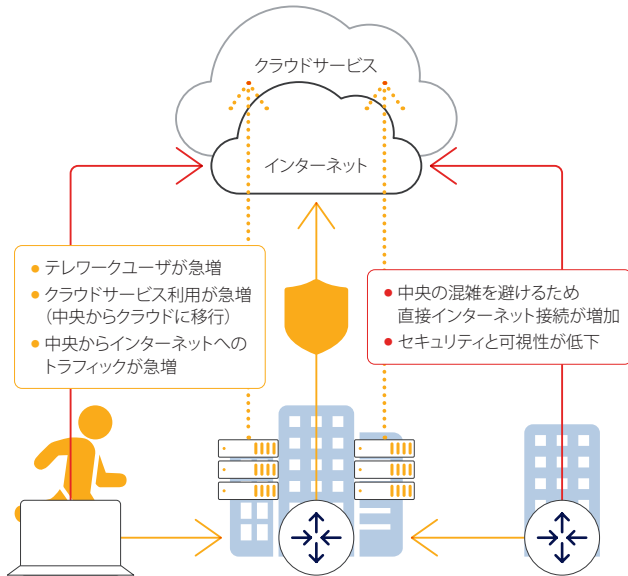 クラウドサービス
インターネット
テレワークユーザが急増
クラウドサービス利用が急増
（中央からクラウドに移行）
中央からインターネットへの
トラフィックが急増
中央の混雑を避けるため
直接インターネット接続が増加
セキュリティと可視性が低下